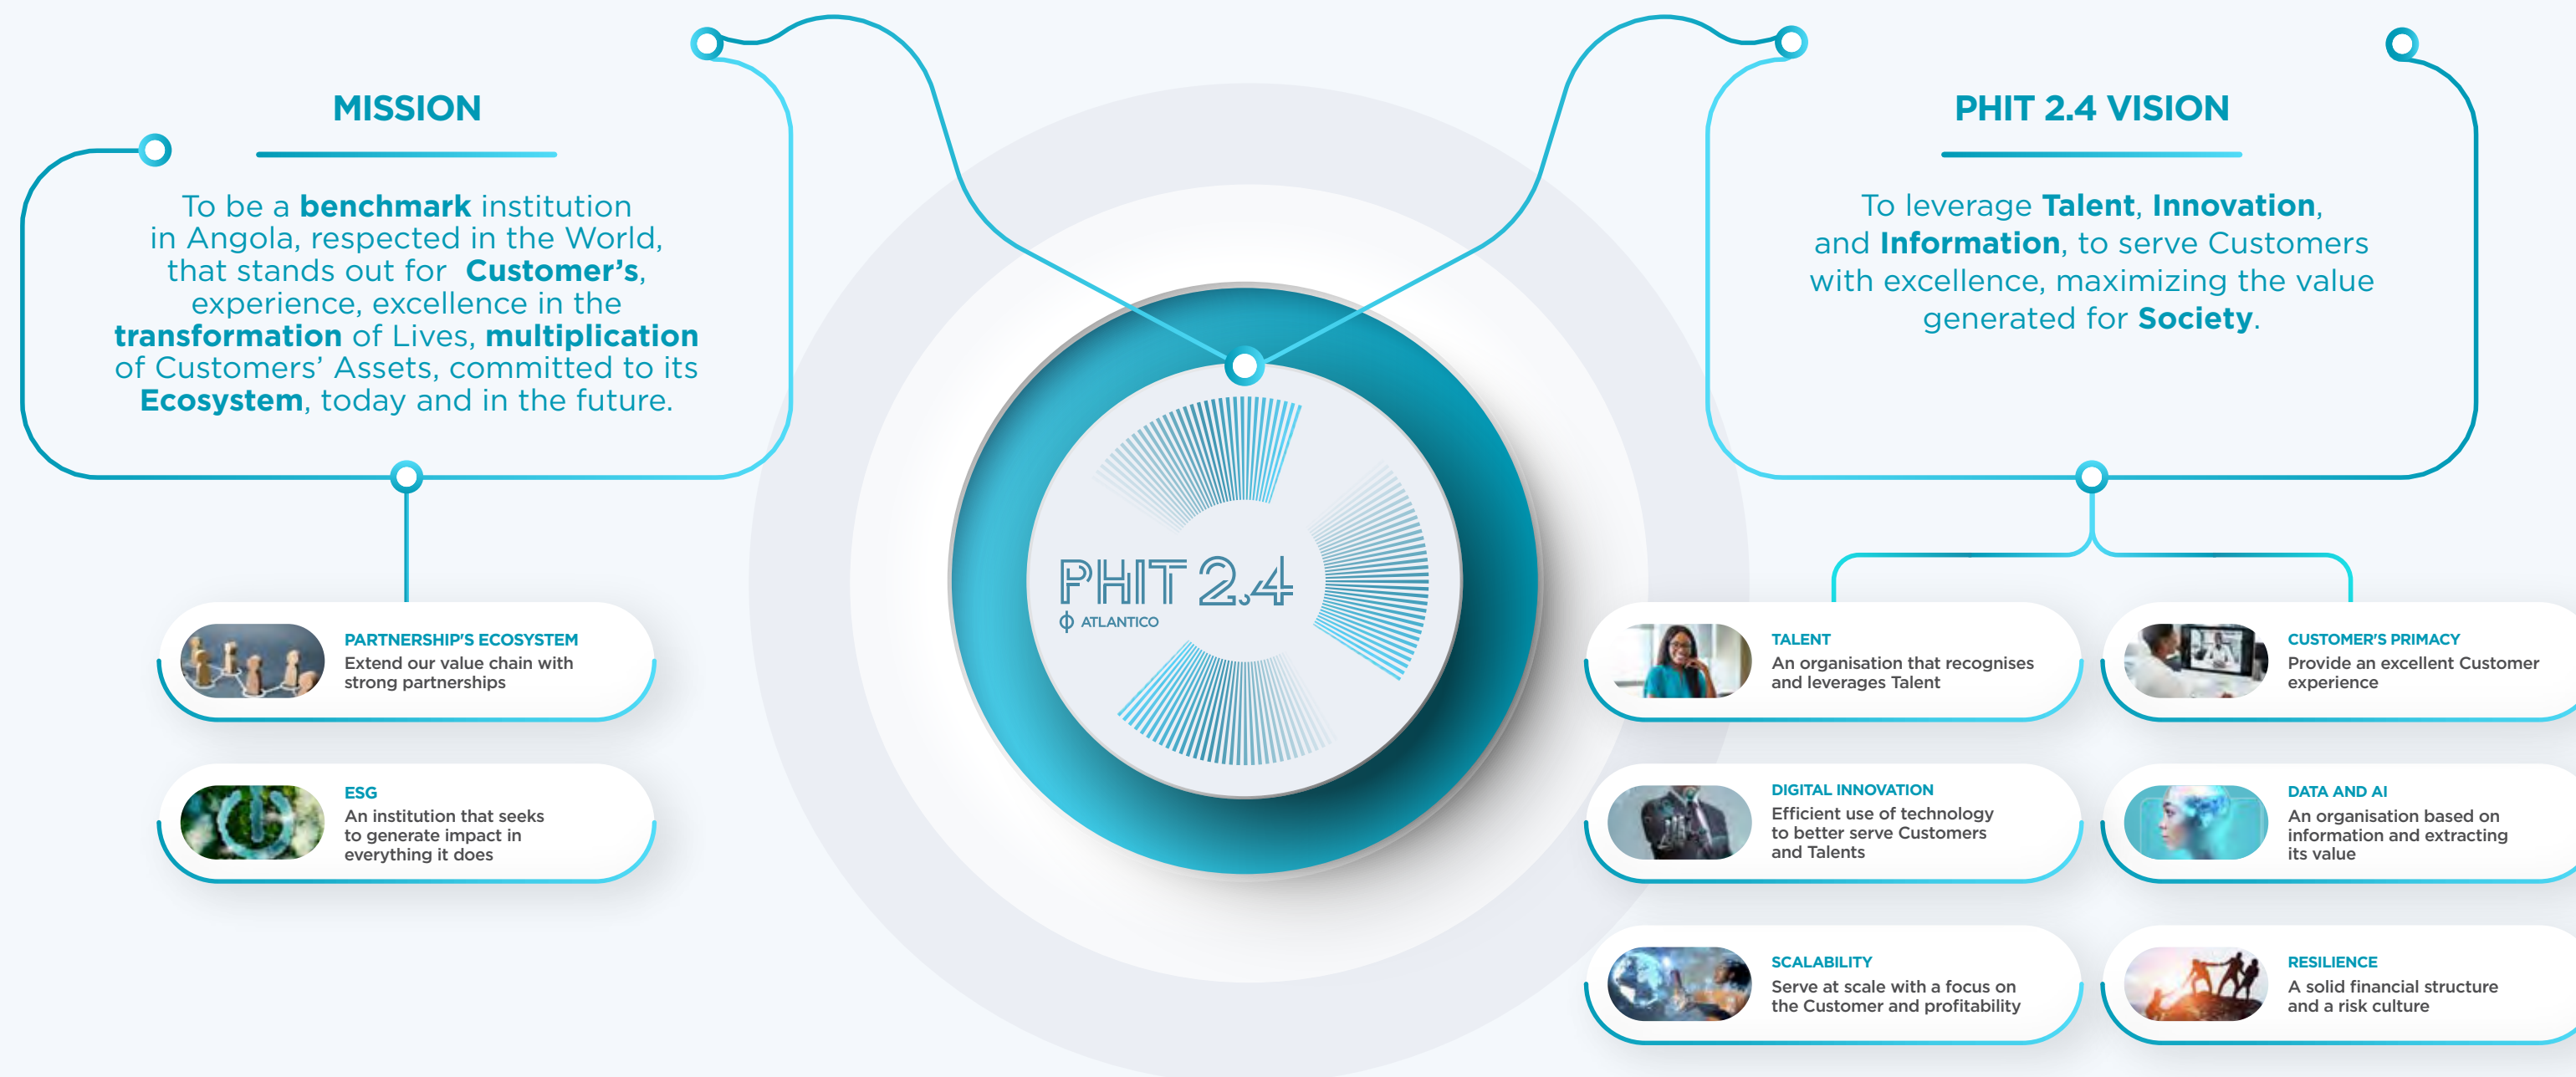 MISSION
To be a benchmark institution
in Angola, respected in the World,
that stands out for Customer's,
experience, excellence in the
transformation of Lives, multiplication
of Customers' Assets, committed to its
Ecosystem, today and in the future.
PARTNERSHIP'S ECOSYSTEM
Extend our value chain with
strong partnerships
ESG
An institution that seeks
to generate impact in
everything it does
PHIT 2.4
ATLANTICO
PHIT 2.4 VISION
To leverage Talent, Innovation,
and Information, to serve Customers
with excellence, maximizing the value
generated for Society.
TALENT
An organisation that recognises
and leverages Talent
CUSTOMER'S PRIMACY
Provide an excellent Customer
experience
DIGITAL INNOVATION
Efficient use of technology
to better serve Customers
and Talents
DATA AND AI
An organisation based on
information and extracting
its value
SCALABILITY
Serve at scale with a focus on
the Customer and profitability
RESILIENCE
A solid financial structure
and a risk culture